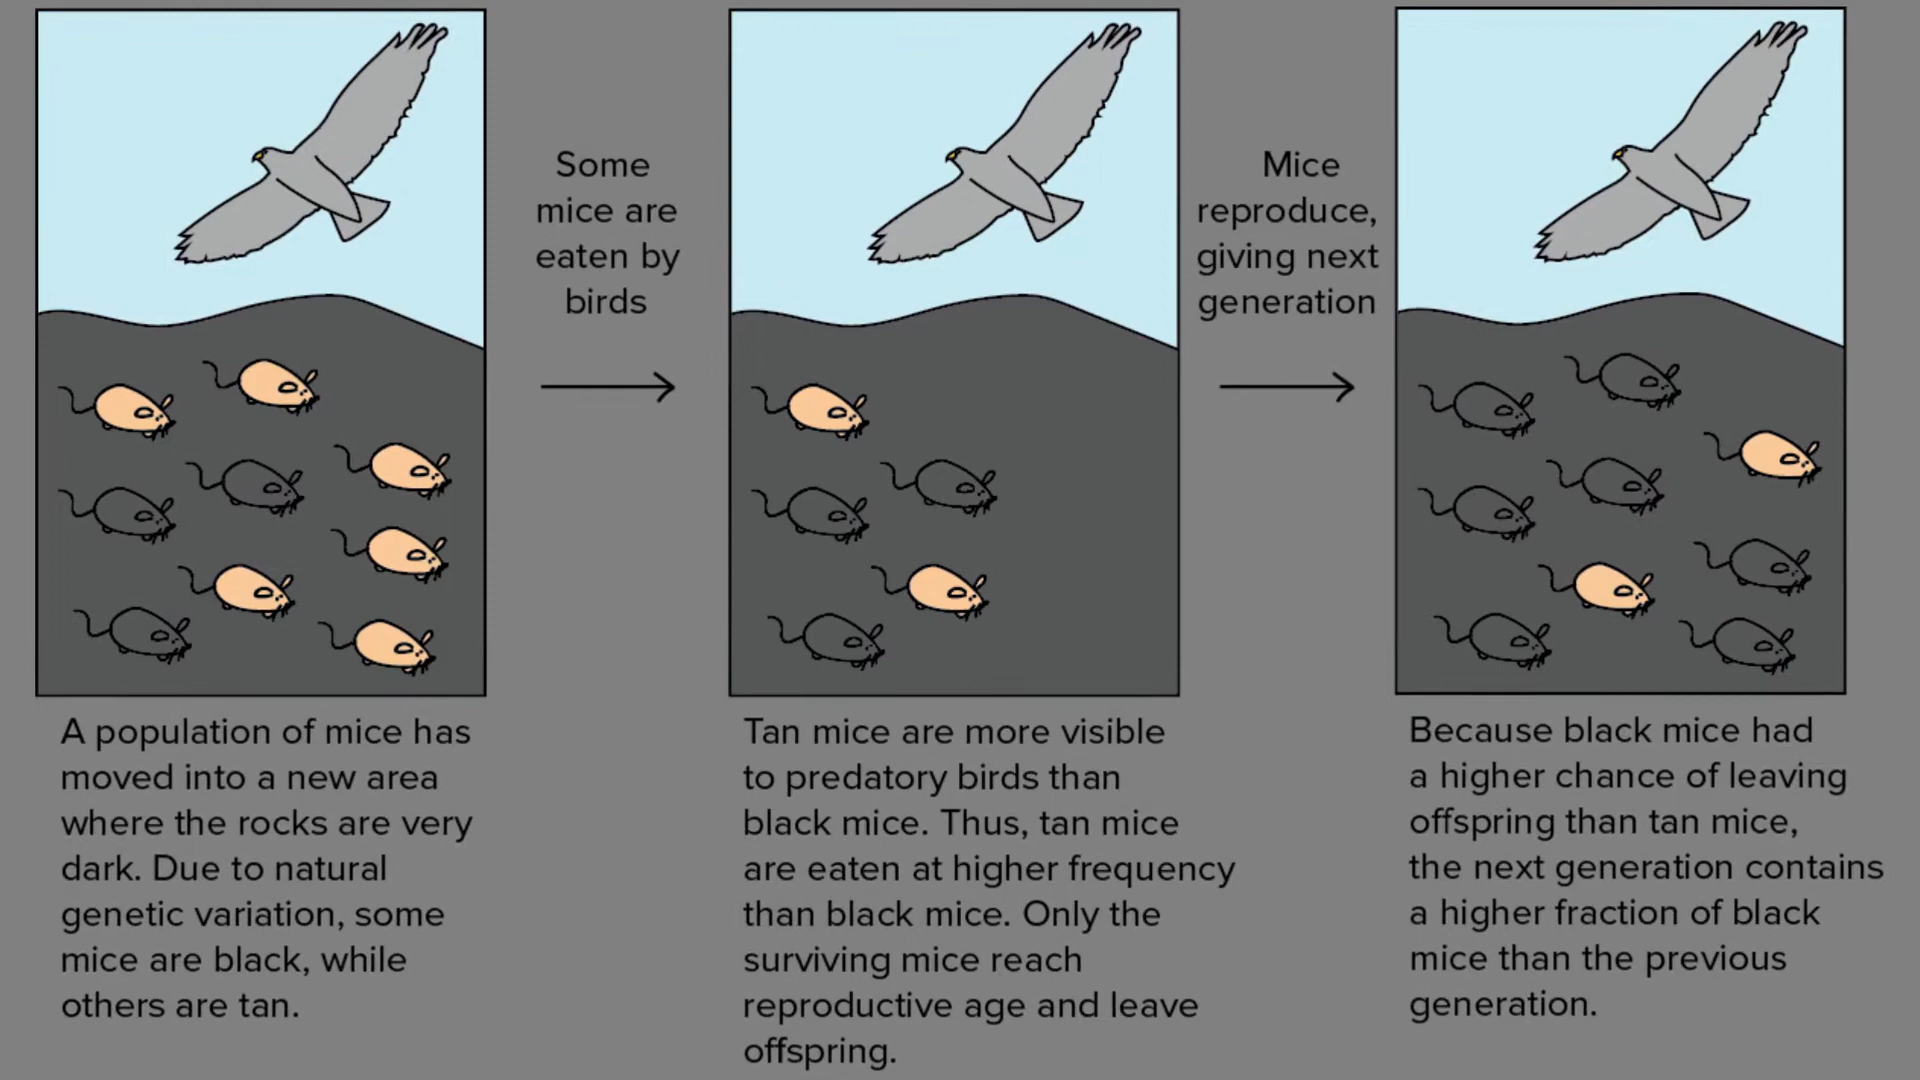 Some
mice are
eaten by
birds
Mice
reproduce,
giving next
generation
A population of mice has
moved into a new area
where the rocks are very
dark. Due to natural
genetic variation, some
mice are black, while
others are tan.
Tan mice are more visible
to predatory birds than
black mice. Thus, tan mice
are eaten at higher frequency
than black mice. Only the
surviving mice reach
reproductive age and leave
offspring.
Because black mice had
a higher chance of leaving
offspring than tan mice,
the next generation contains
a higher fraction of black
mice than the previous
generation.